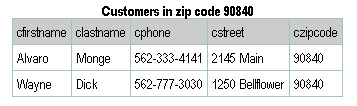 Customers in zip code 90840
cfirstname clastname cphone cstreet czipcode
Alvaro Monge 562-333-4141 2145 Main 90840
Wayne Dick 562-777-3030 1250 Bellflower 90840